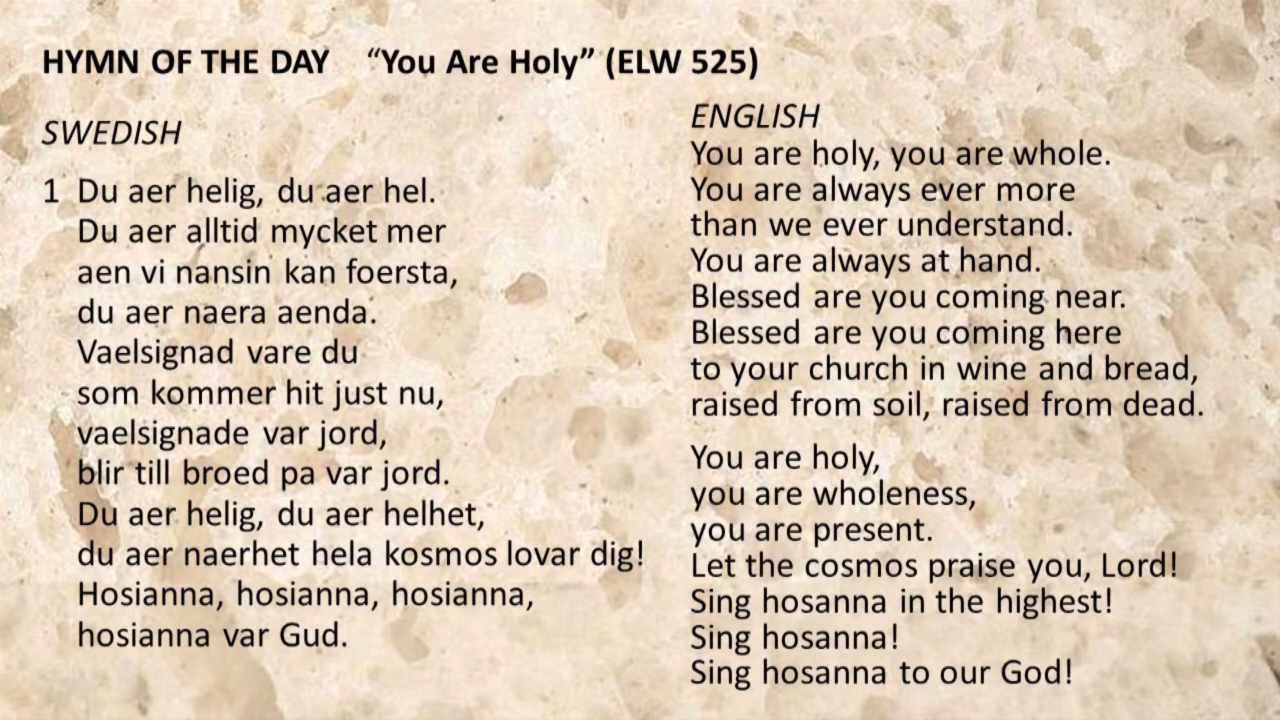 HYMN OF THE DAY “You Are Holy” (ELW 525)
SWEDISH
1 Du aer helig, du aer hel.
Du aer alltid mycket mer
aen vi nansin kan foersta,
du aer naera aenda.
Vaelsignad vare du
som kommer hit just nu,
vaelsignade var jord,
blir till broed pa var jord.
Du aer helig, du aer helhet,
du aer naerhet hela kosmos lovar dig!
Hosianna, hosianna, hosianna,
hosianna var Gud.
ENGLISH
You are holy, you are whole.
You are always ever more
than we ever understand.
You are always at hand.
Blessed are you coming near.
Blessed are you coming here
to your church in wine and bread,
raised from soil, raised from dead.
You are holy,
you are wholeness,
you are present.
Let the cosmos praise you, Lord!
Sing hosanna in the highest!
Sing hosanna!
Sing hosanna to our God!